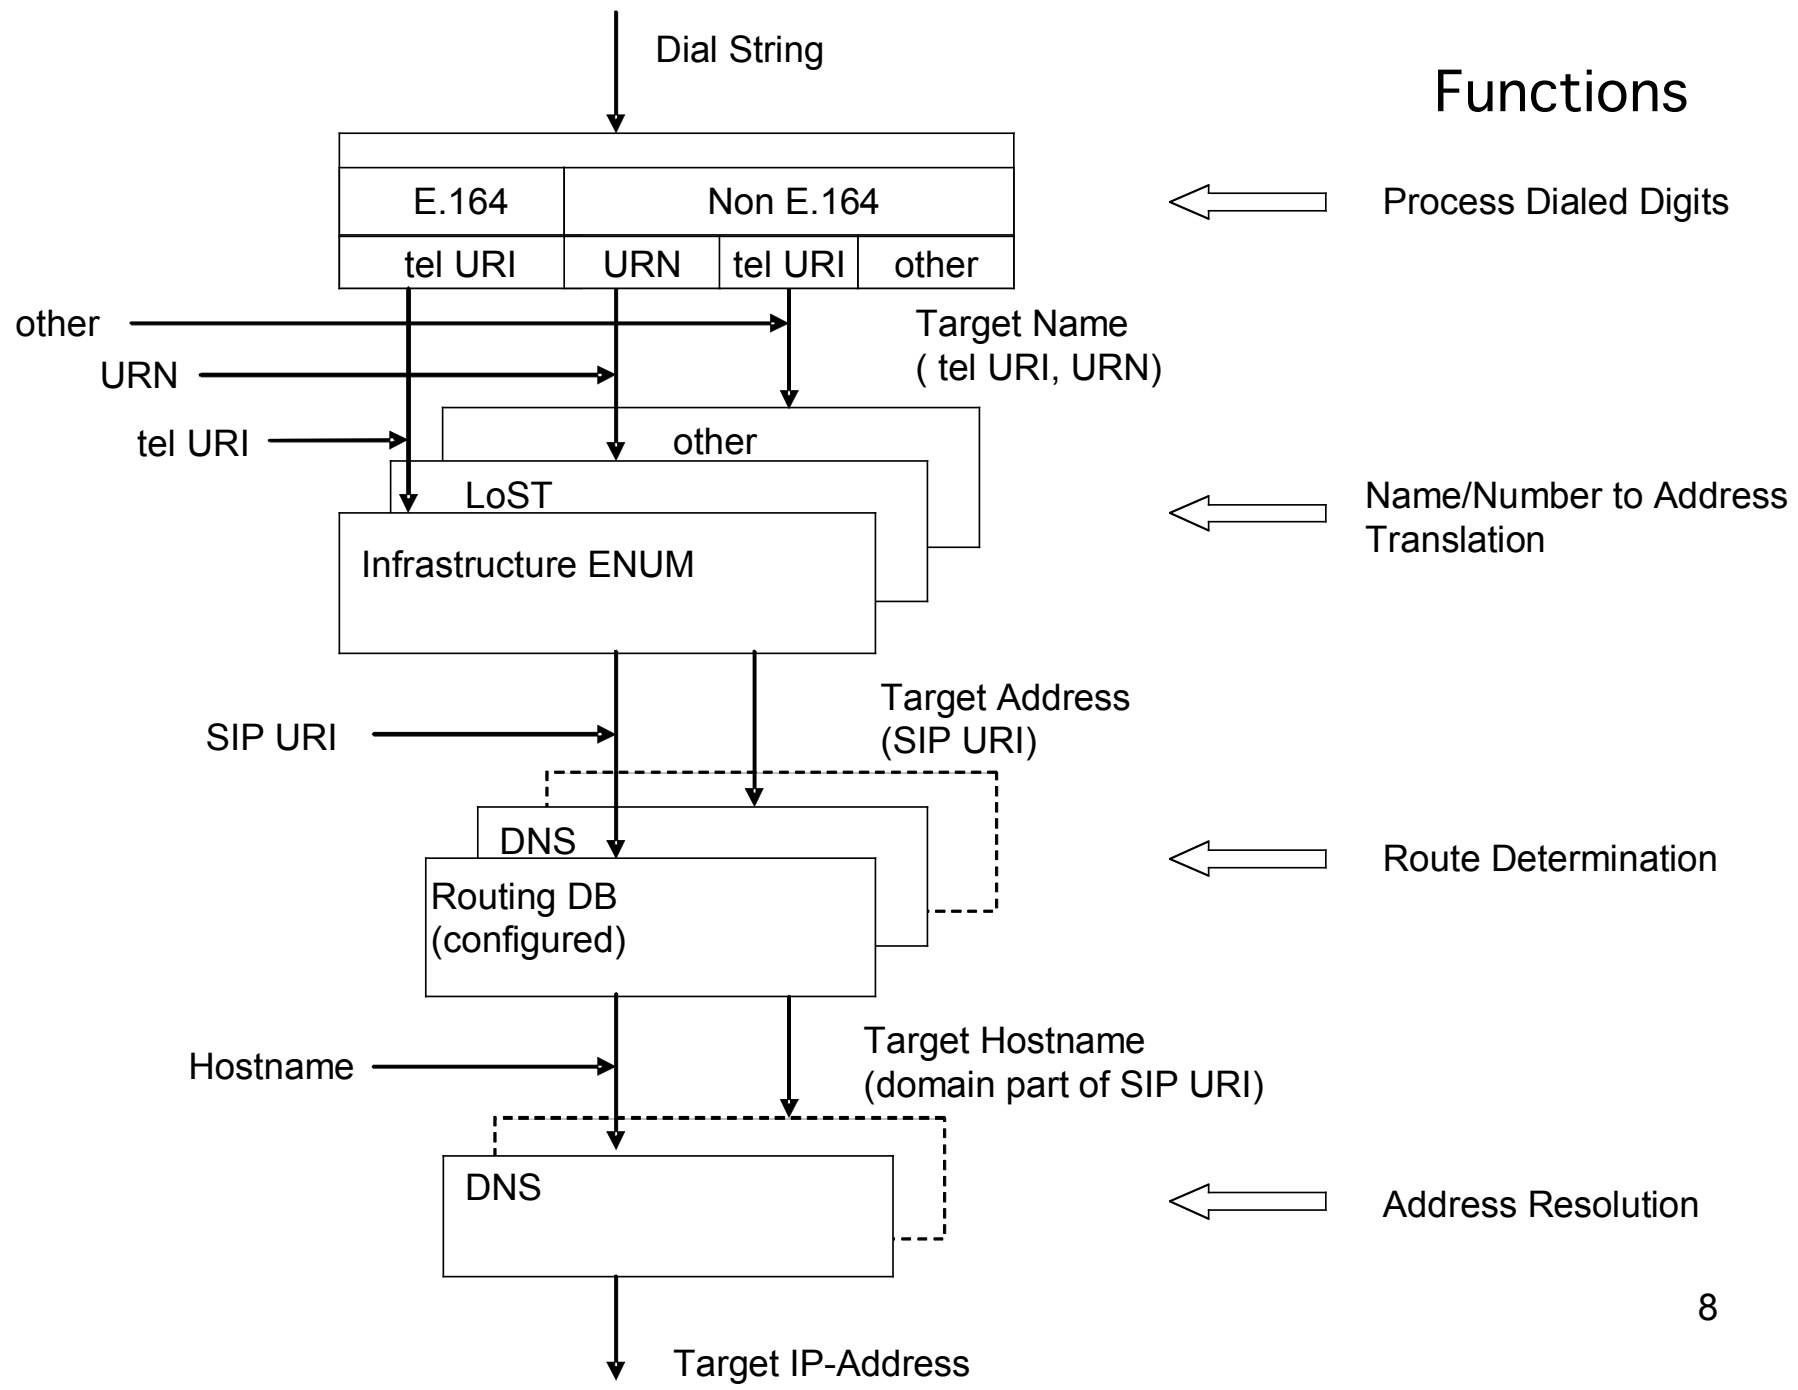 Dial String
Functions
E.164
Non E.164
Process Dialed Digits
tel URI
URN
tel URI
other
other
Target Name
( tel URI, URN)
URN
tel URI
other
LoST
Name/Number to Address
Translation
Infrastructure ENUM
Target Address
(SIP URI)
SIP URI
DNS
Route Determination
Routing DB
(configured)
Target Hostname
(domain part of SIP URI)
Hostname
DNS
Address Resolution
8
Target IP-Address